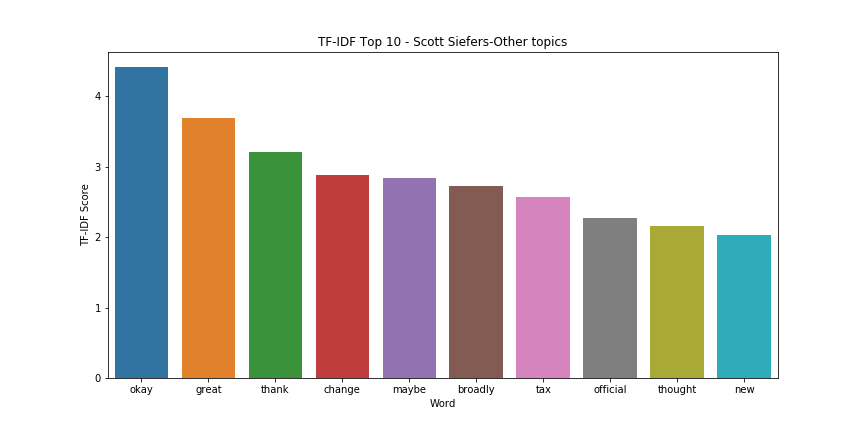 TF-IDF Top 10 - Scott Siefers-Other topics
TF-IDF Score
4
3
2
1
0
okay great thank change maybe broadly tax official thought new
Word